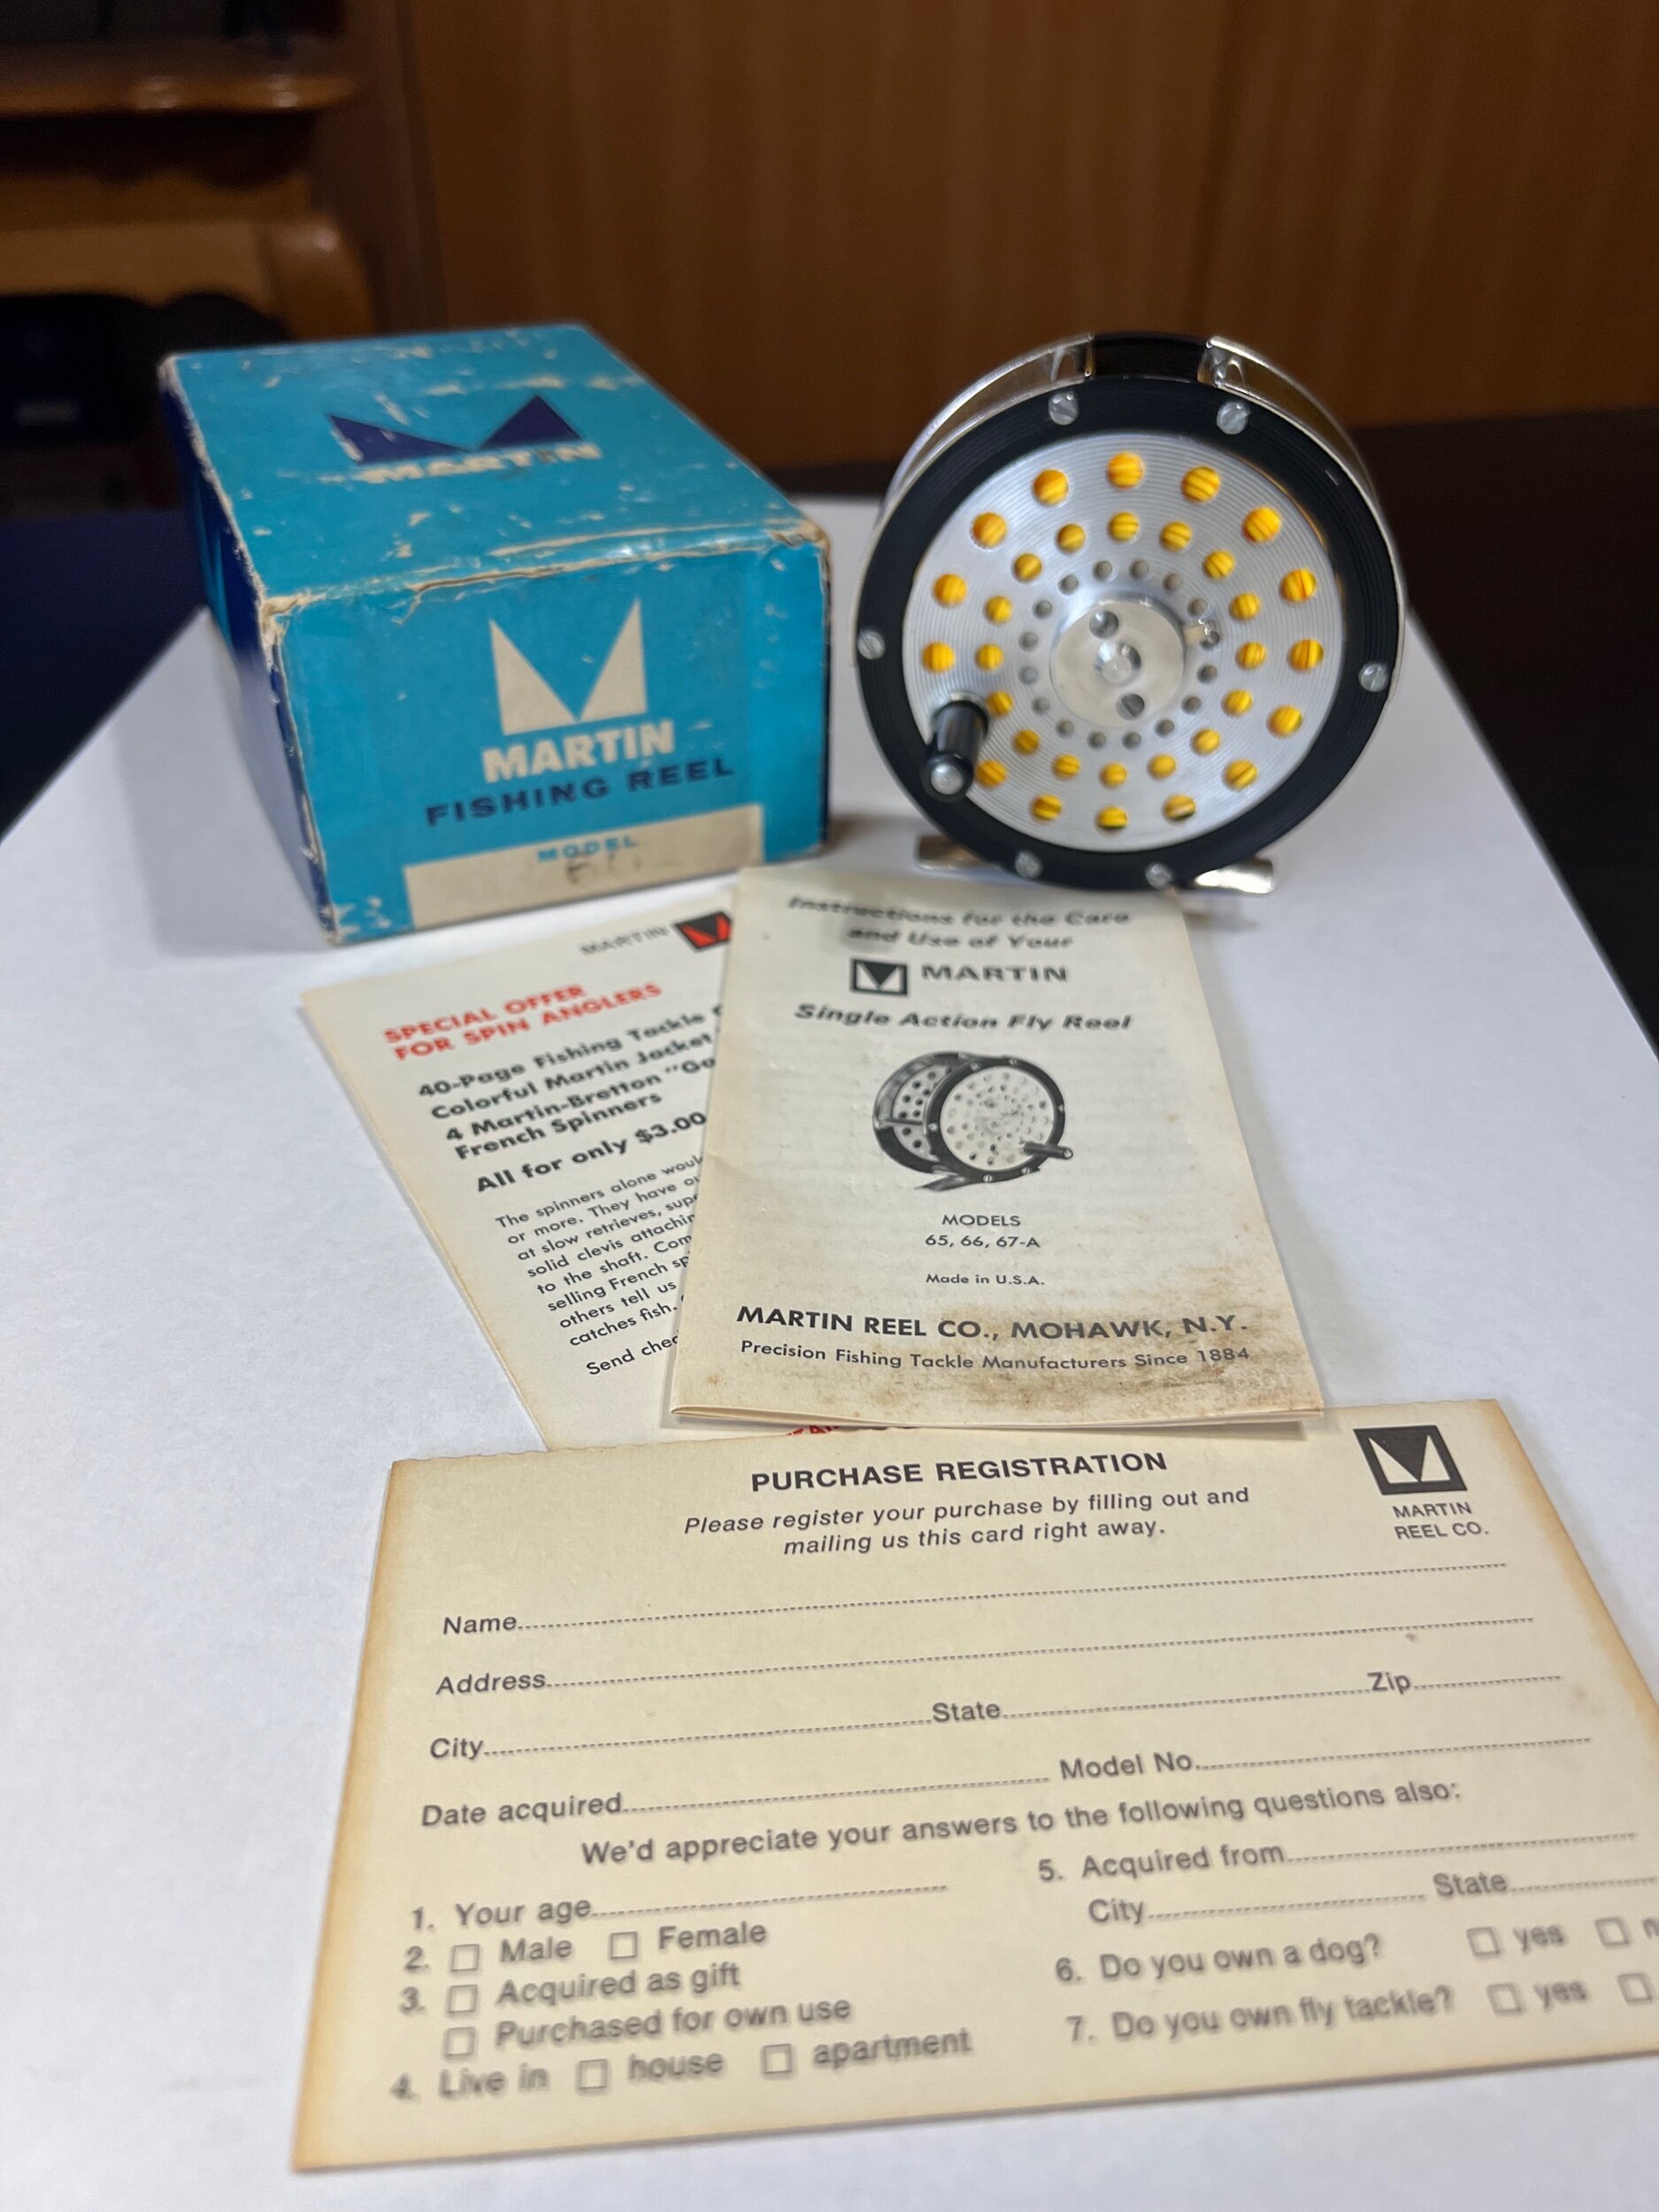 MARTIN
MARTIN
FISHING REEL
MODEL
MARTIN
SPECIAL OFFER
FOR SPIN ANGLERS
40-Page Fishing Tackle
Colorful Martin Jacket
4 Martin-Bretton "Go
French Spinners
All for only $3.00
The spinners alone woul
or more. They have
at slow retrieves,
solid clevis attachin
to the shaft. Com
selling French sp
others tell us
catches fish.
Send chec
Instructions for the Care
and Use of Your
MARTIN
Single Action Fly Reel
MODELS
65, 66, 67-A
Made in U.S.A.
MARTIN REEL CO., MOHAWK, N.Y.
Precision Fishing Tackle Manufacturers Since 1884
PURCHASE REGISTRATION
Please register your purchase by filling out and
mailing us this card right away.
MARTIN
REEL CO.
Name
Address
City State Zip
Date acquired Model No.
We'd appreciate your answers to the following questions also:
1. Your age
2. Male Female
3. Acquired as gift
Purchased for own use
4. Live in house apartment
5. Acquired from
City State
6. Do you own a dog? yes n
7. Do you own fly tackle? yes